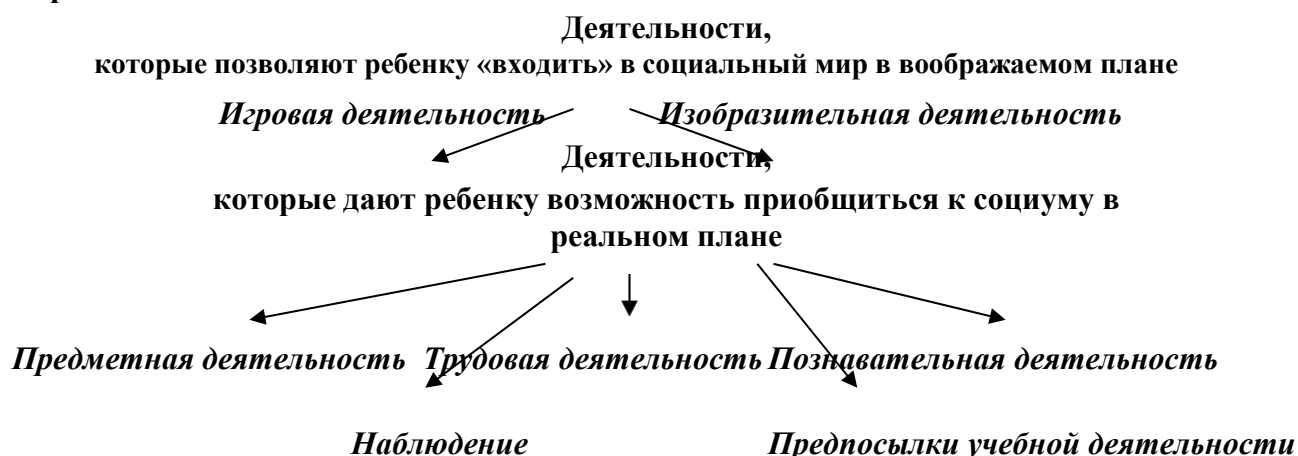 Деятельности,
которые позволяют ребенку «входить» в социальный мир в воображаемом плане
Игровая деятельность Изобразительная деятельность
Деятельности,
которые дают ребенку возможность приобщиться к социуму в
реальном плане
Предметная деятельность Трудовая деятельность Познавательная деятельность
Наблюдение Предпосылки учебной деятельности